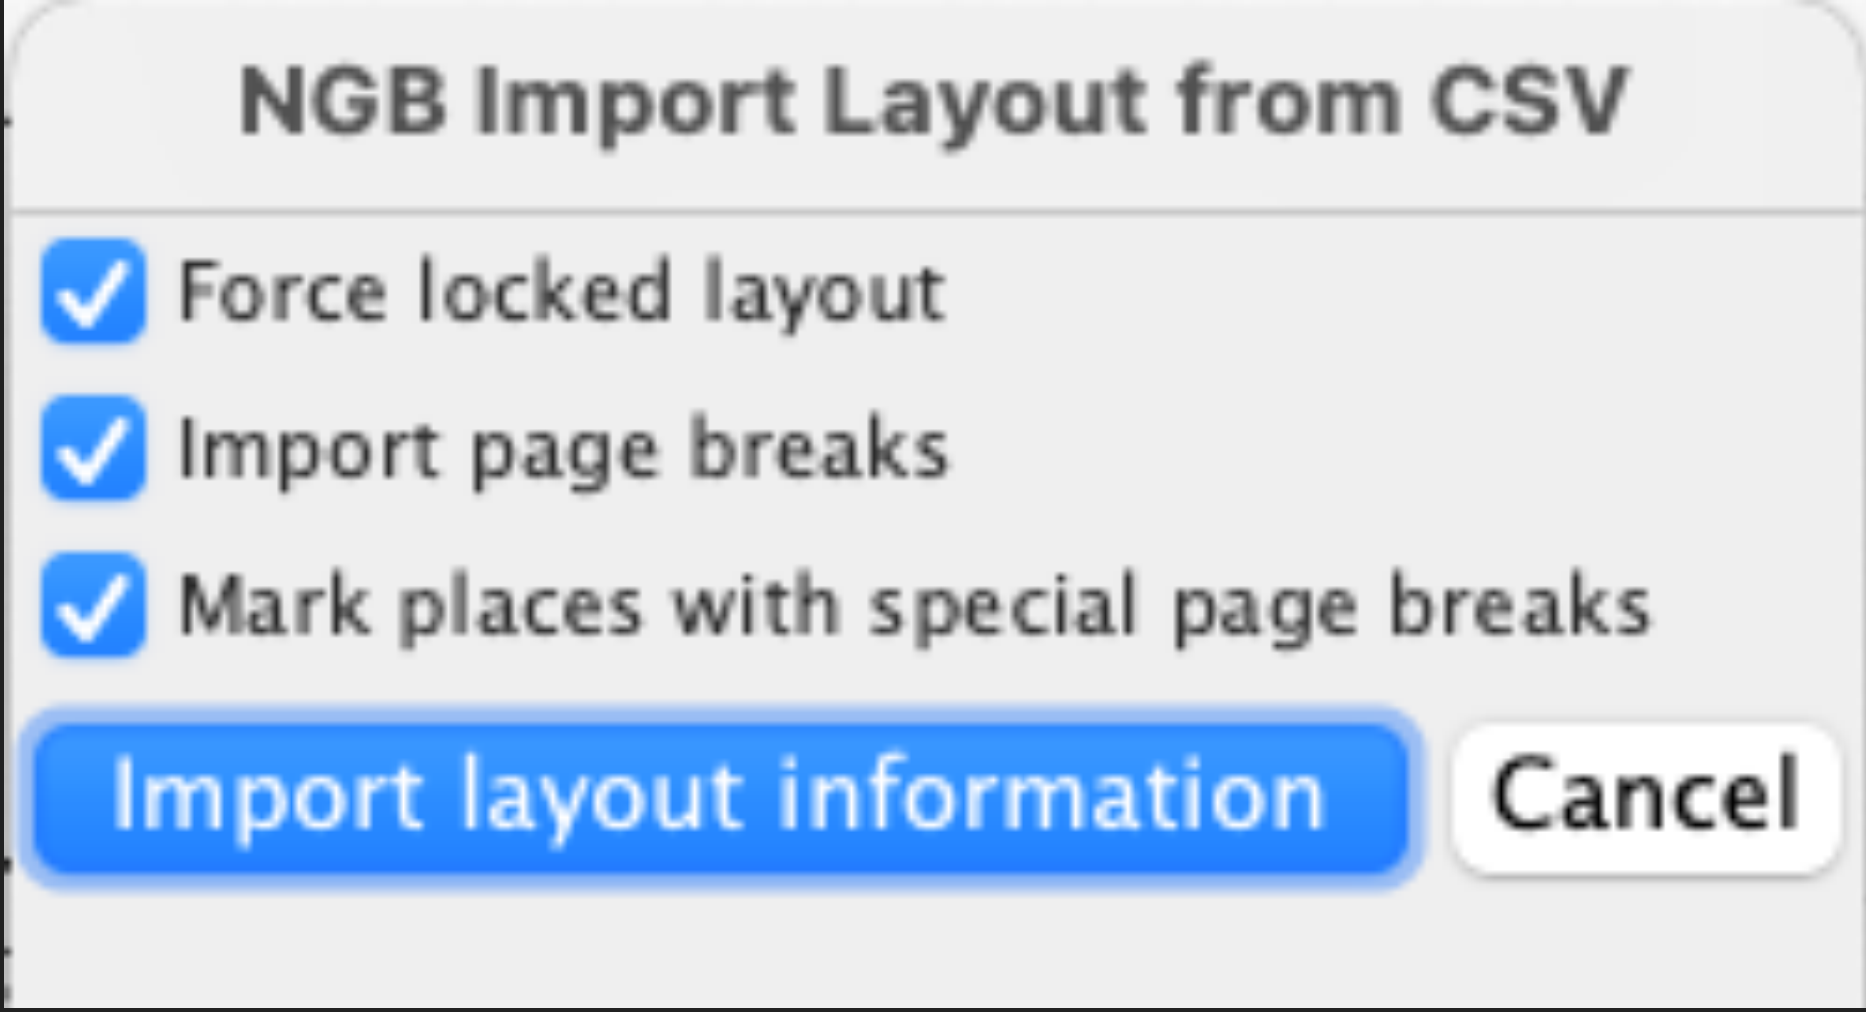 NGB Import Layout from CSV
Force locked layout
Import page breaks
Mark places with special page breaks
Import layout information Cancel